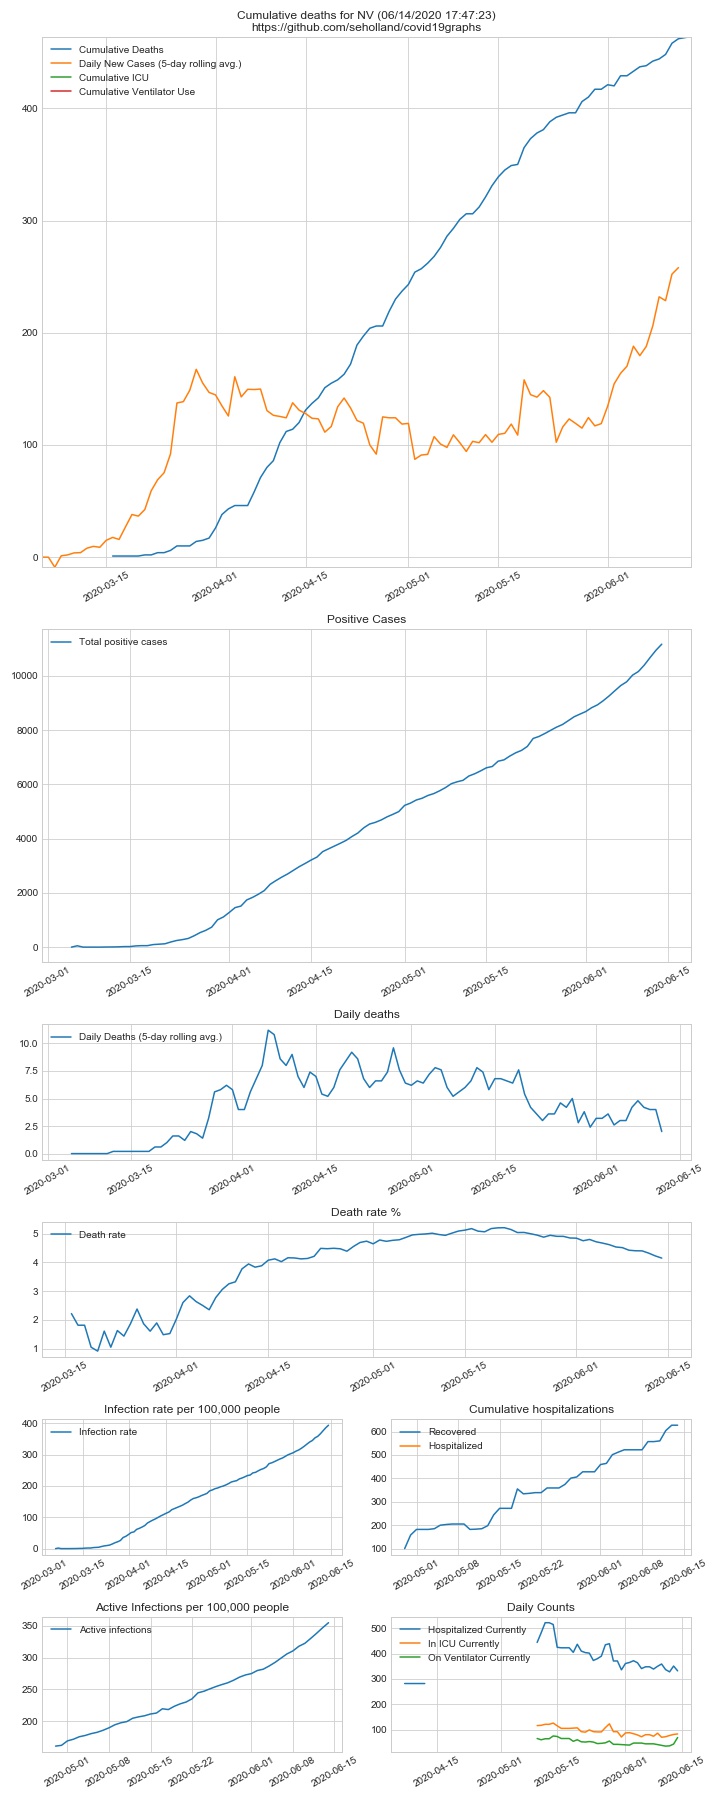 Cumulative deaths for NV (06/14/2020 17:47:23)
https://github.com/seholland/covid19graphs
Cumulative Deaths
Daily New Cases (5-day rolling avg.)
Cumulative ICU
Cumulative Ventilator Use
400
300
200
100
0
2020-03-15 2020-04-01 2020-04-15 2020-05-01 2020-05-15 2020-06-01
Positive Cases
Total positive cases
10000
8000
6000
4000
2000
0
2020-03-01 2020-03-15 2020-04-01 2020-04-15 2020-05-01 2020-05-15 2020-06-01 2020-06-15
Daily deaths
Daily Deaths (5-day rolling avg.)
10.0
7.5
5.0
2.5
0.0
2020-03-01 2020-03-15 2020-04-01 2020-04-15 2020-05-01 2020-05-15 2020-06-01 2020-06-15
Death rate %
Death rate
5
4
3
2
1
2020-03-15 2020-04-01 2020-04-15 2020-05-01 2020-05-15 2020-06-01 2020-06-15
Infection rate per 100,000 people
Infection rate
400
300
200
100
0
2020-03-01 2020-03-15 2020-04-01 2020-04-15 2020-05-01 2020-05-15 2020-06-01 2020-06-15
Cumulative hospitalizations
Recovered
Hospitalized
600
500
400
300
200
100
2020-05-01 2020-05-08 2020-05-15 2020-05-22 2020-06-01 2020-06-08 2020-06-15
Active Infections per 100,000 people
Active infections
350
300
250
200
2020-05-01 2020-05-08 2020-05-15 2020-05-22 2020-06-01 2020-06-08 2020-06-15
Daily Counts
Hospitalized Currently
In ICU Currently
On Ventilator Currently
500
400
300
200
100
2020-04-15 2020-05-01 2020-05-15 2020-06-01 2020-06-15